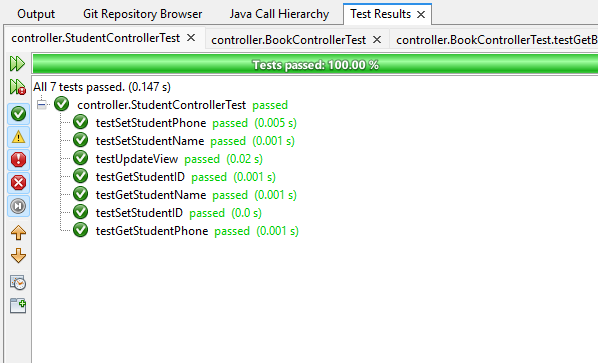 Output Git Repository Browser Java Call Hierarchy Test Results
controller.StudentControllerTest controller.BookControllerTest controller.BookControllerTest.testGetB
Tests passed: 100.00 %
All 7 tests passed. (0.147 s)
controller.StudentControllerTest passed
testSetStudentPhone passed (0.005 s)
testSetStudentName passed (0.001 s)
testUpdateView passed (0.02 s)
testGetStudentID passed (0.001 s)
testGetStudentName passed (0.001 s)
testSetStudentID passed (0.0 s)
testGetStudentPhone passed (0.001 s)